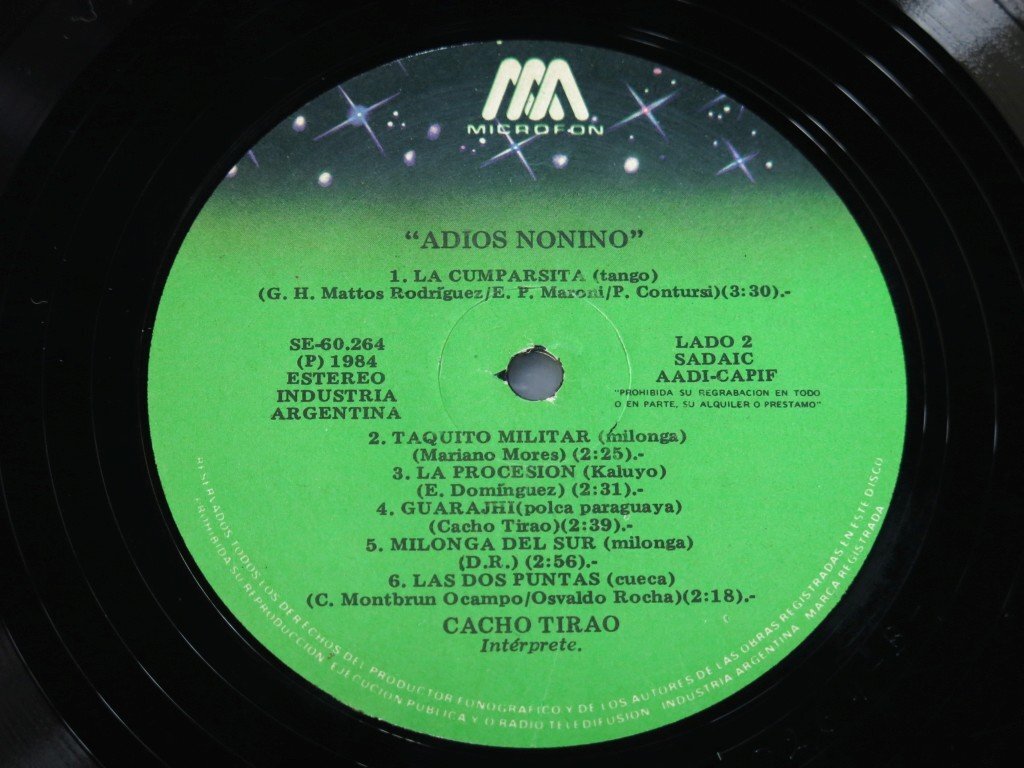 MICROFON
"ADIOS NONINO"
1. LA CUMPARSITA (tango)
(G. H. Mattos Rodríguez/E. P. Maroni/P. Contursi)(3:30).-
SE-60.264
(P) 1984
ESTEREO
INDUSTRIA
ARGENTINA
LADO 2
SADAIC
AADI-CAPIF
"PROHIBIDA SU REGRABACION EN TODO
O EN PARTE, SU ALQUILER O PRESTAMO"
2. TAQUITO MILITAR (milonga)
(Mariano Mores) (2:25).-
3. LA PROCESION (Kaluyo)
(E. Domínguez) (2:31).-
4. GUARAJHI(polca paraguaya)
(Cacho Tirao)(2:39).-
5. MILONGA DEL SUR (milonga)
(D.R.) (2:56).-
6. LAS DOS PUNTAS (cueca)
(C. Montbrun Ocampo/Osvaldo Rocha)(2:18).-
CACHO TIRAO
Intérprete.
RESERVADOS TODOS LOS DERECHOS DEL PRODUCTOR FONOGRAFICO Y DE LOS AUTORES DE LAS OBRAS REGISTRADAS EN ESTE DISCO
PROHIBIDA SU REPRODUCCION EJECUCION PUBLICA Y O RADIO TELEDIFUSION INDUSTRIA ARGENTINA MARCA REGISTRADA